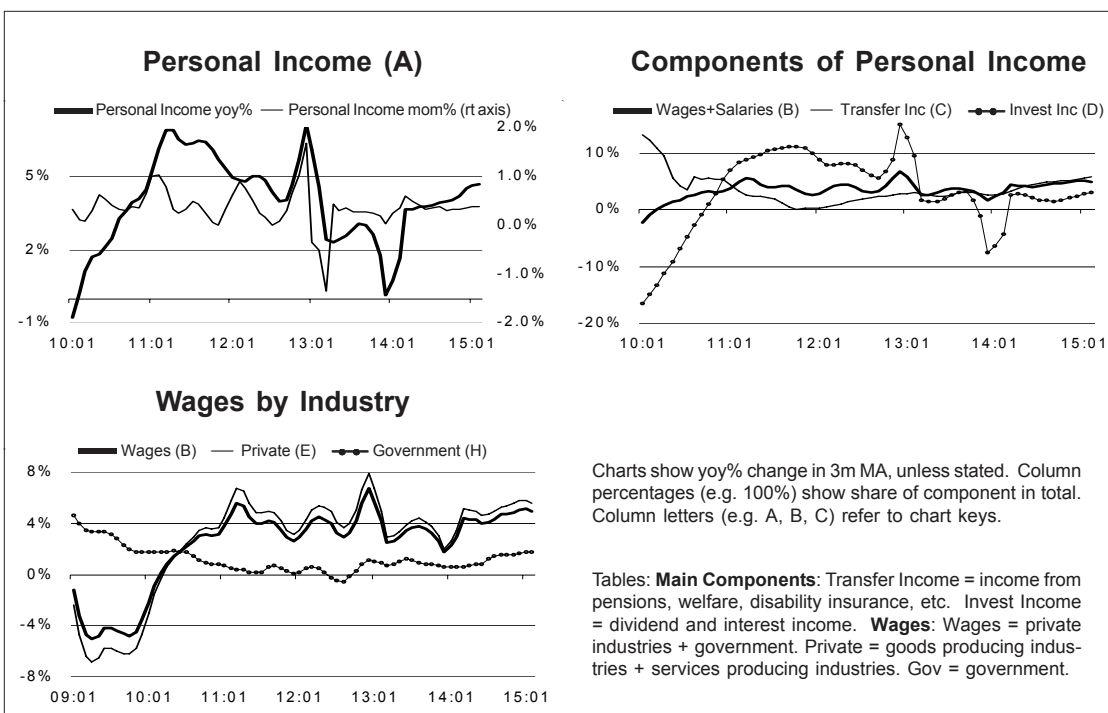 Personal Income (A)
Personal Income yoy% Personal Income mom% (rt axis)
2.0%
5% 1.0%
0.0%
2%
-1.0%
-1% -2.0%
10:01 11:01 12:01 13:01 14:01 15:01
Components of Personal Income
Wages+Salaries (B) Transfer Inc (C) Invest Inc (D)
10%
0%
-10%
-20%
10:01 11:01 12:01 13:01 14:01 15:01
Wages by Industry
Wages (B) Private (E) Government (H)
8%
4%
0%
-4%
-8%
09:01 10:01 11:01 12:01 13:01 14:01 15:01
Charts show yoy% change in 3m MA, unless stated. Column
percentages (e.g. 100%) show share of component in total.
Column letters (e.g. A, B, C) refer to chart keys.
Tables: Main Components: Transfer Income = income from
pensions, welfare, disability insurance, etc. Invest Income
= dividend and interest income. Wages: Wages = private
industries + government. Private = goods producing indus-
tries + services producing industries. Gov = government.